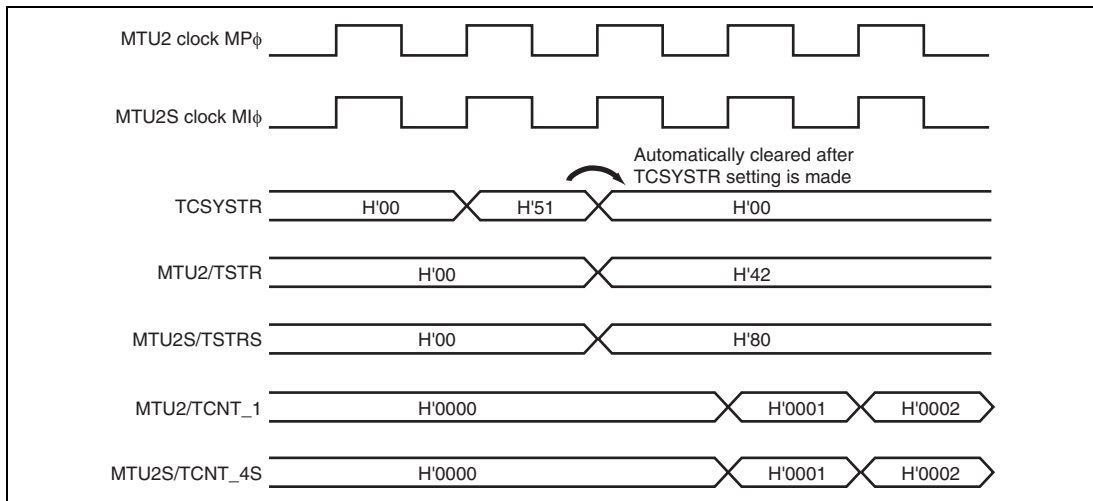 MTU2 clock MPϕ
MTU2S clock MIϕ
Automatically cleared after
TCSYSTR setting is made
TCSYSTR H'00 H'51 H'00
MTU2/TSTR H'00 H'42
MTU2S/TSTRS H'00 H'80
MTU2/TCNT_1 H'0000 H'0001 H'0002
MTU2S/TCNT_4S H'0000 H'0001 H'0002